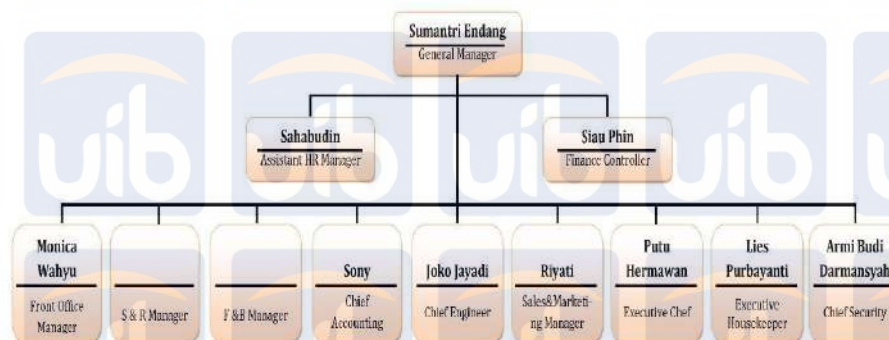 Sumantri Endang
General Manager
Sahabudin
Assistant HR Manager
Siau Phin
Finance Controller
Monica
Wahyu
Front Office
Manager
S & R Manager
F &B Manager
Sony
Chief
Accounting
Joko Jayadi
Chief Engineer
Riyati
Sales&Marketi-
ng Manager
Putu
Hermawan
Executive Chef
Lies
Purbayanti
Executive
Housekeeper
Armi Budi
Darmansyah
Chief Security
uib
uib
uib
uib